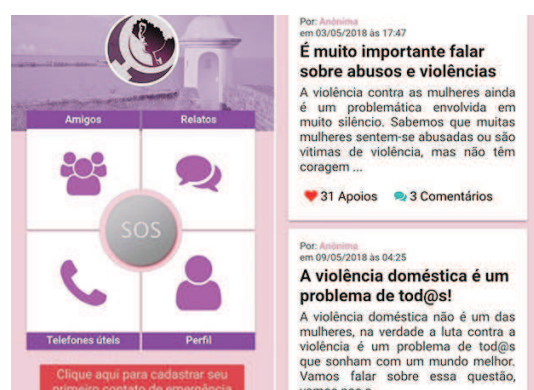 Amigos
Relatos
SOS
Telefones úteis
Perfil
Clique aqui para cadastrar seu
primeiro contato de emergência
Por: Anônima
em 03/05/2018 às 17:47
É muito importante falar
sobre abusos e violências
A violência contra as mulheres ainda
é um problemática envolvida em
muito silêncio. Sabemos que muitas
mulheres sentem-se abusadas ou são
vítimas de violência, mas não têm
coragem ...
31 Apoios 3 Comentários
Por: Anônima
em 09/05/2018 às 04:25
A violência doméstica é um
problema de tod@s!
A violência doméstica não é um das
mulheres, na verdade a luta contra a
violência é um problema de tod@s
que sonham com um mundo melhor.
Vamos falar sobre essa questão,